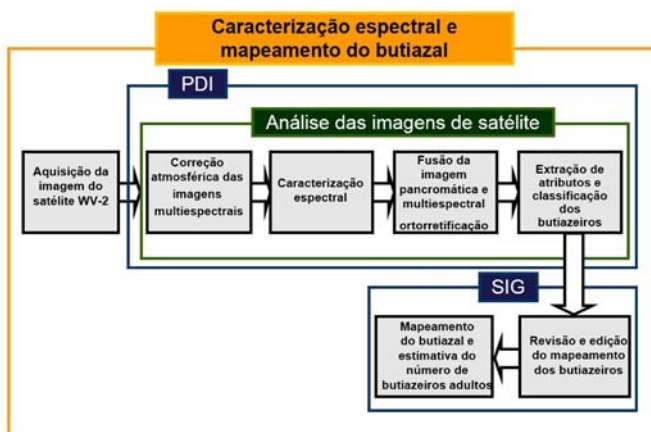 Caracterização espectral e
mapeamento do butiazal
PDI
Análise das imagens de satélite
Aquisição da
imagem do
satélite WV-2
Correção
atmosférica das
imagens
multiespectrais
Caracterização
espectral
Fusão da
imagem
pancromática e
multiespectral
ortorretificação
Extração de
atributos e
classificação
dos
butiazeiros
SIG
Mapeamento
do butiazal e
estimativa do
número de
butiazeiros adultos
Revisão e edição
do mapeamento
dos butiazeiros